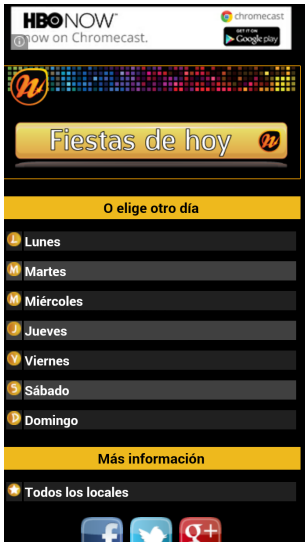 HBO NOW™
now on Chromecast.
chromecast
GET IT ON
Google play
n
Fiestas de hoy
n
O elige otro día
L Lunes
M Martes
M Miércoles
J Jueves
V Viernes
S Sábado
D Domingo
Más información
Todos los locales
f
g+